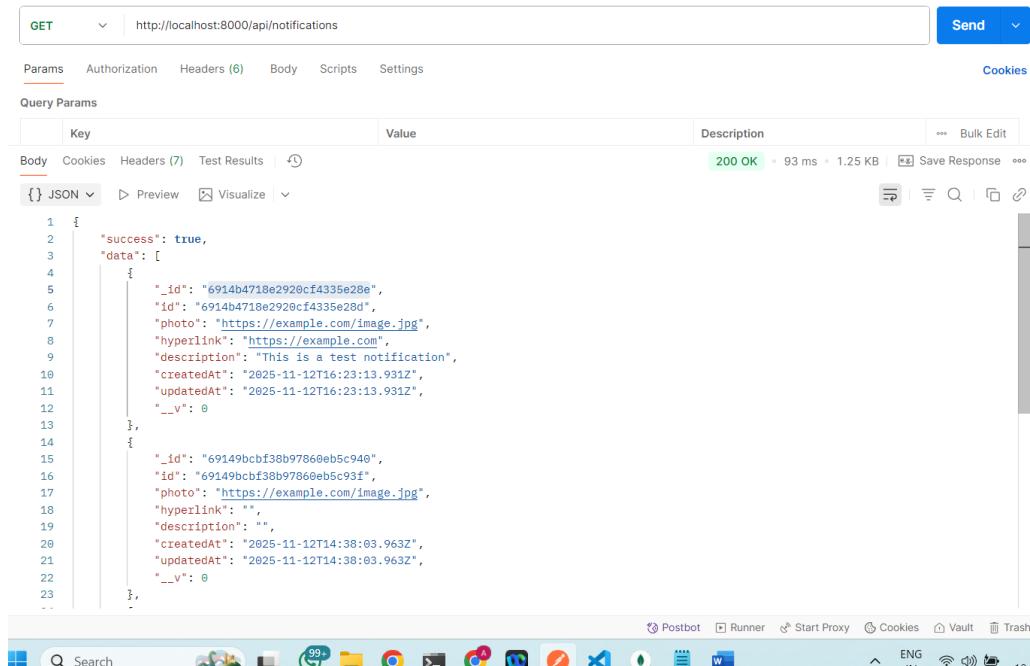 GET http://localhost:8000/api/notifications Send
Params Authorization Headers (6) Body Scripts Settings Cookies
Query Params
Key Value Description Bulk Edit
Body Cookies Headers (7) Test Results 200 OK 93 ms 1.25 KB Save Response
{} JSON Preview Visualize
1 {
2 "success": true,
3 "data": [
4 {
5 "_id": "6914b4718e2920cf4335e28e",
6 "id": "6914b4718e2920cf4335e28d",
7 "photo": "https://example.com/image.jpg",
8 "hyperlink": "https://example.com",
9 "description": "This is a test notification",
10 "createdAt": "2025-11-12T16:23:13.931Z",
11 "updatedAt": "2025-11-12T16:23:13.931Z",
12 "__v": 0
13 },
14 {
15 "_id": "69149bcbf38b97860eb5c940",
16 "id": "69149bcbf38b97860eb5c93f",
17 "photo": "https://example.com/image.jpg",
18 "hyperlink": "",
19 "description": "",
20 "createdAt": "2025-11-12T14:38:03.963Z",
21 "updatedAt": "2025-11-12T14:38:03.963Z",
22 "__v": 0
23 },
Postbot Runner Start Proxy Cookies Vault Trash
Search 99+ A W ENG